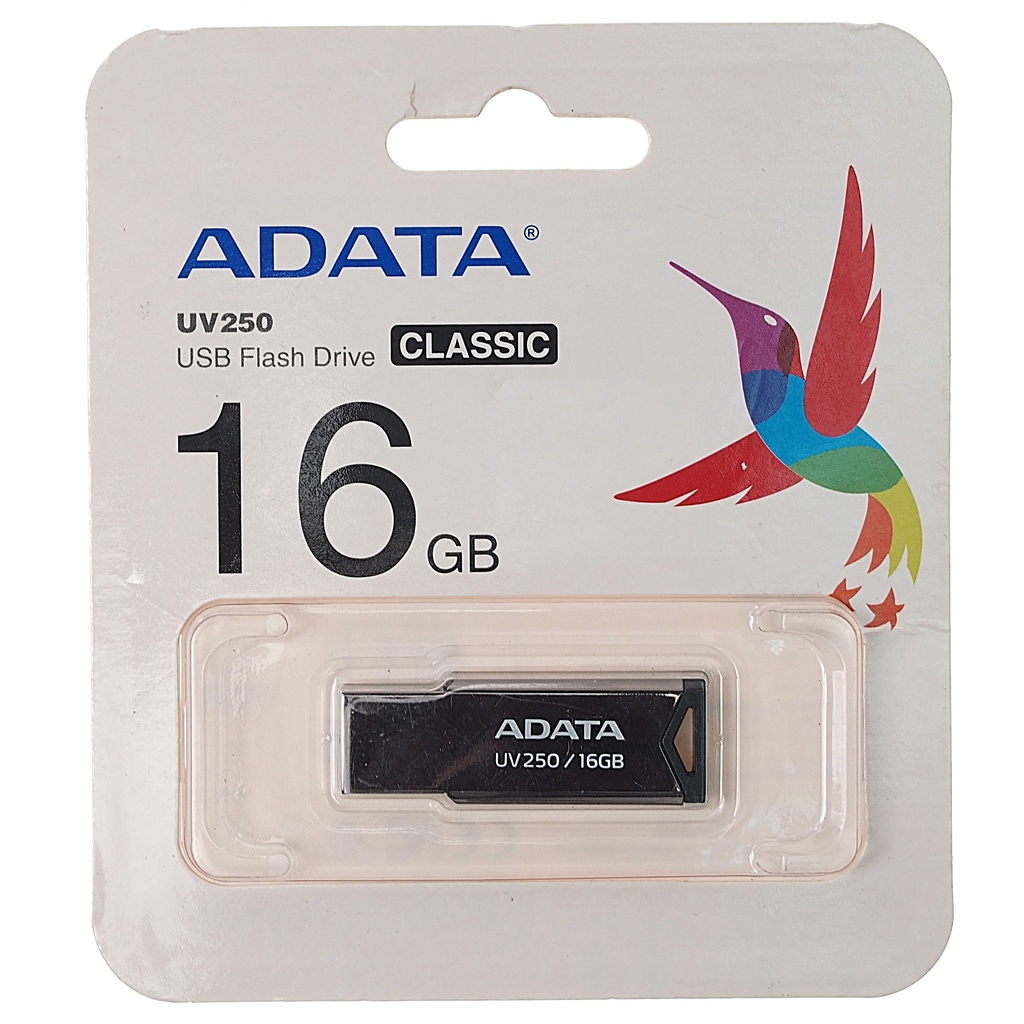 ADATA®
UV250
USB Flash Drive CLASSIC
16 GB
ADATA
UV250 / 16GB